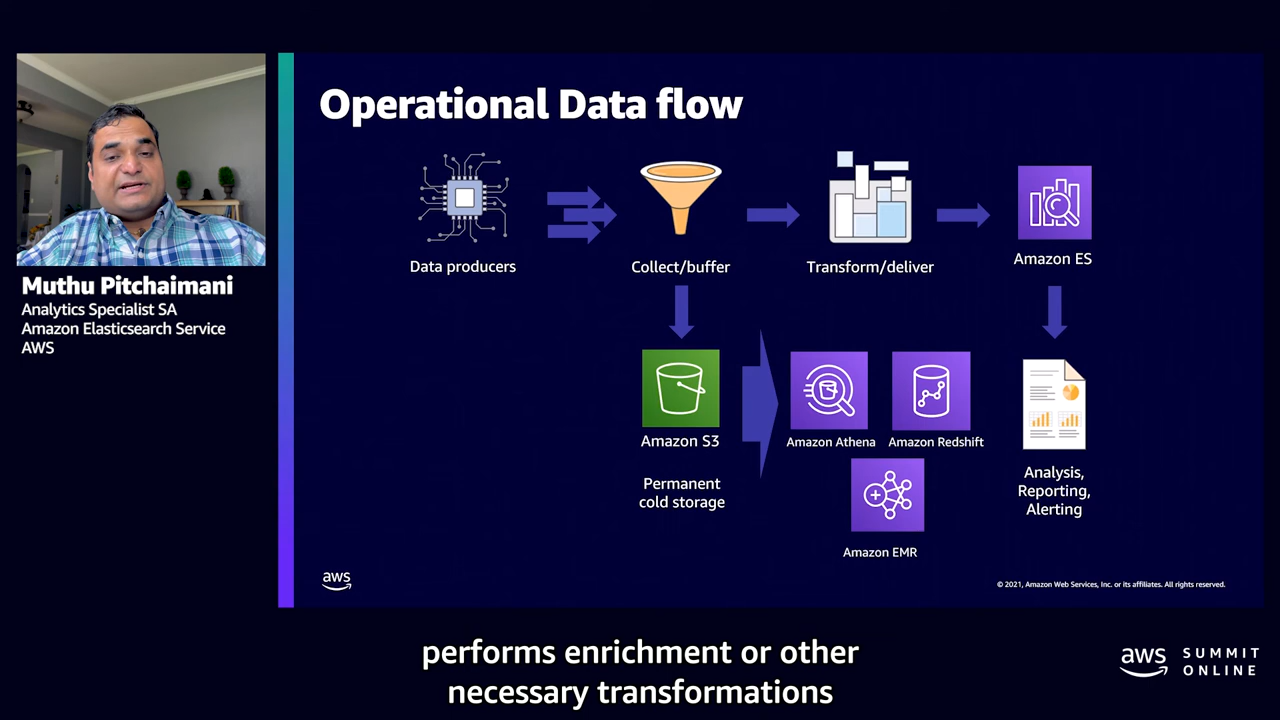 Operational Data flow
Data producers
Collect/buffer
Transform/deliver
Amazon ES
Muthu Pitchaimani
Analytics Specialist SA
Amazon Elasticsearch Service
AWS
Amazon S3
Permanent
cold storage
Amazon Athena
Amazon Redshift
Amazon EMR
Analysis,
Reporting,
Alerting
aws
© 2021, Amazon Web Services, Inc. or its affiliates. All rights reserved.
performs enrichment or other
necessary transformations
aws
SUMMIT
ONLINE